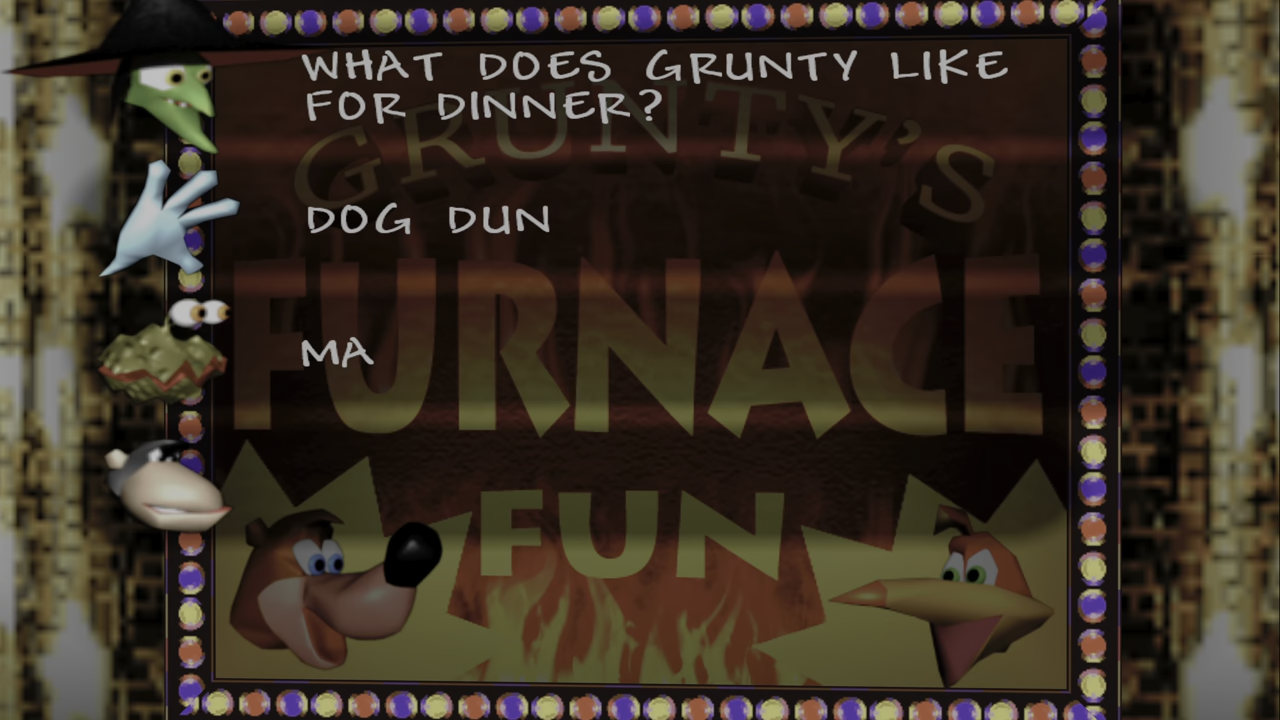 WHAT DOES GRUNTY LIKE
FOR DINNER?
GRUNTY'S
DOG DUN
MA
FURNACE
FUN